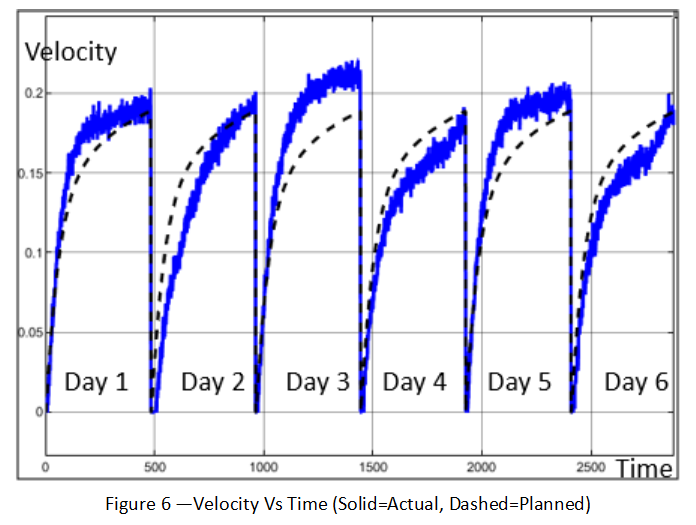 Velocity
0.2
0.15
0.1
0.05
0
Day 1 Day 2 Day 3 Day 4 Day 5 Day 6
0 500 1000 1500 2000 2500 Time
Figure 6 —Velocity Vs Time (Solid=Actual, Dashed=Planned)